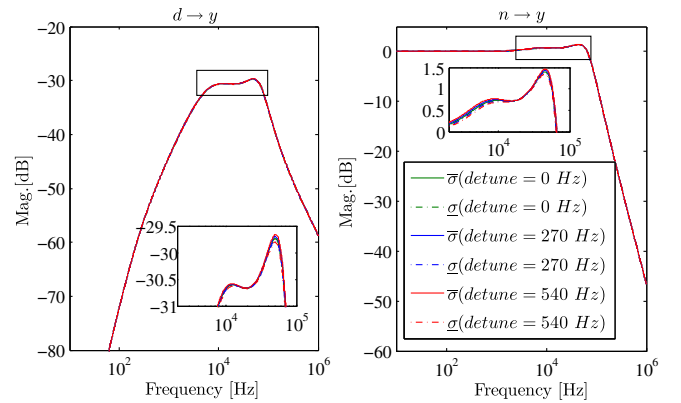 d → y
−20
−30
−40
−50
−60
−70
−80
Mag.[dB]
−29.5
−30
−30.5
−31
10^4
10^5
10^2
10^4
10^6
Frequency [Hz]
n → y
0
−10
−20
−30
−40
−50
−60
Mag.[dB]
1.5
1
0.5
0
10^4
10^5
σ̅(detune = 0 Hz)
σ̲(detune = 0 Hz)
σ̅(detune = 270 Hz)
σ̲(detune = 270 Hz)
σ̅(detune = 540 Hz)
σ̲(detune = 540 Hz)
10^2
10^4
10^6
Frequency [Hz]